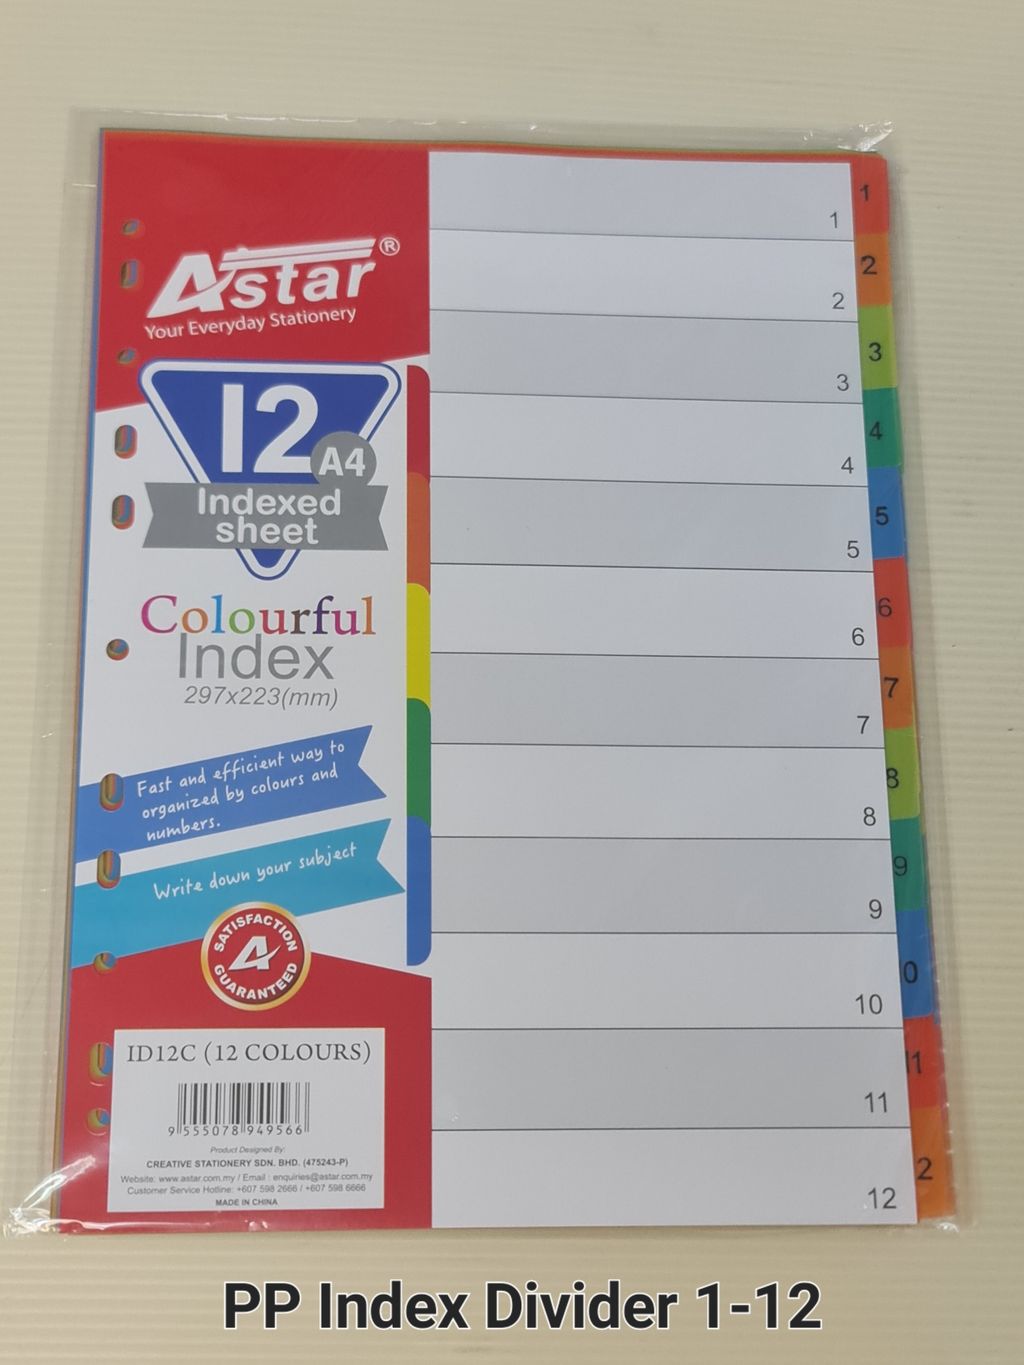 Astar®
Your Everyday Stationery
12
A4
Indexed
sheet
Colourful
Index
297x223(mm)
Fast and efficient way to
organized by colours and
numbers.
Write down your subject
SATISFACTION
A
GUARANTEED
ID12C (12 COLOURS)
9 555078 949566
Product Designed By:
CREATIVE STATIONERY SDN. BHD. (475243-P)
Website: www.astar.com.my / Email : enquiries@astar.com.my
Customer Service Hotline: +607 598 2666 / +607 598 6666
MADE IN CHINA
1
2
3
4
5
6
7
8
9
10
11
12
1
2
3
4
5
6
7
8
9
0
11
2
PP Index Divider 1-12